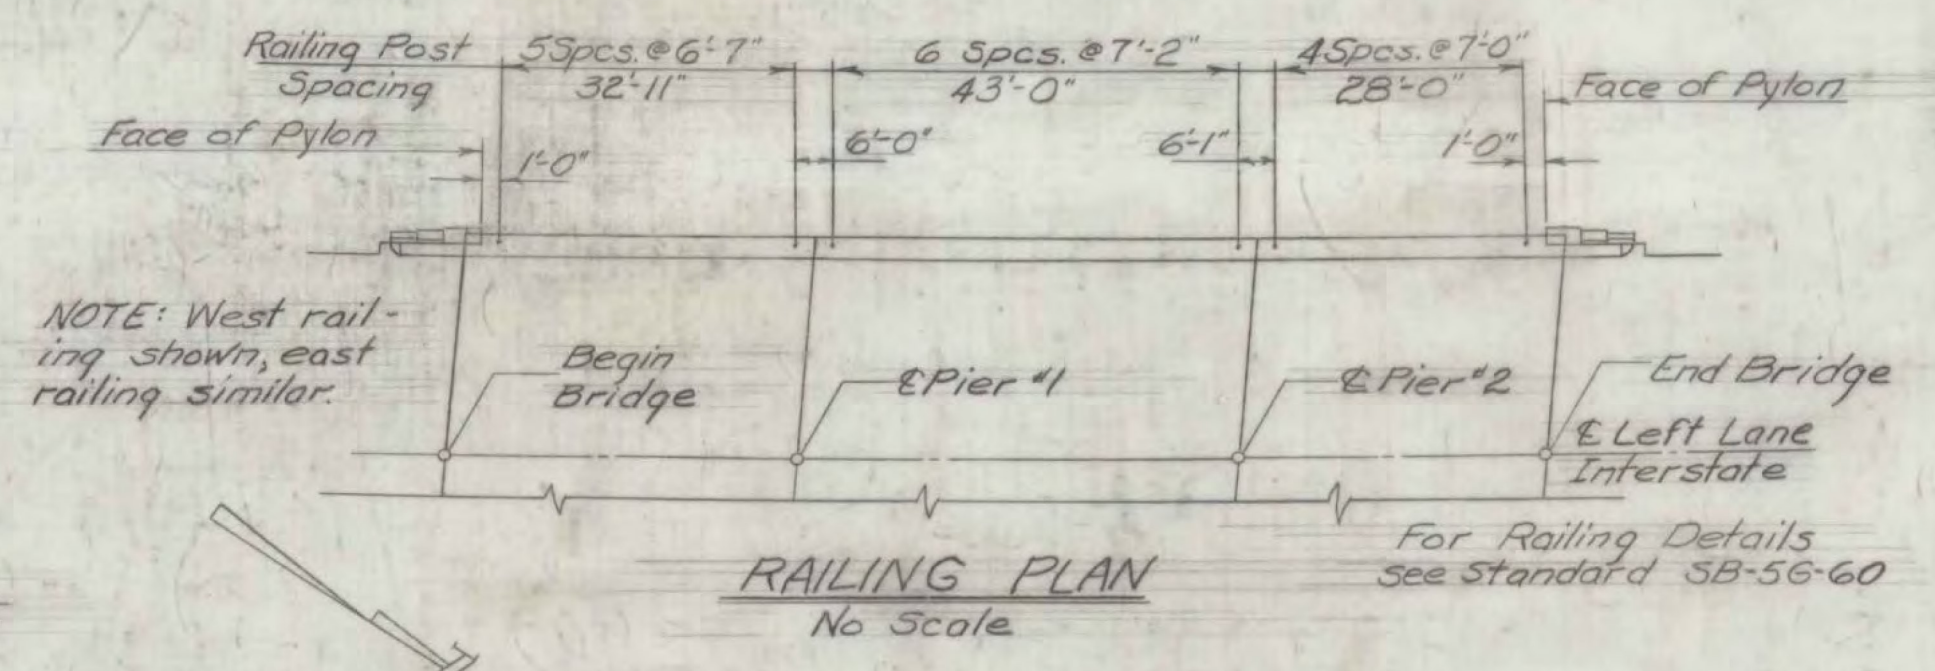 Railing Post
Spacing
5 Spcs. @ 6'-7"
32'-11"
6 Spcs. @ 7'-2"
43'-0"
4 Spcs. @ 7'-0"
28'-0"
Face of Pylon
Face of Pylon
1'-0"
6'-0"
6'-1"
1'-0"
NOTE: West rail-
ing shown, east
railing similar.
Begin
Bridge
℄ Pier #1
℄ Pier #2
End Bridge
℄ Left Lane
Interstate
RAILING PLAN
No Scale
For Railing Details
see Standard SB-5G-60